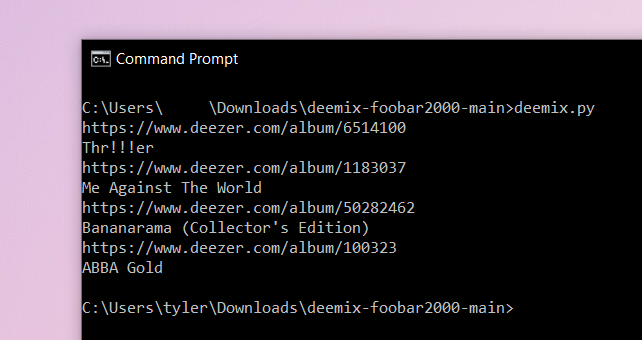 Command Prompt
C:\Users\     \Downloads\deemix-foobar2000-main>deemix.py
https://www.deezer.com/album/6514100
Thr!!!er
https://www.deezer.com/album/1183037
Me Against The World
https://www.deezer.com/album/50282462
Bananarama (Collector's Edition)
https://www.deezer.com/album/100323
ABBA Gold
C:\Users\tyler\Downloads\deemix-foobar2000-main>